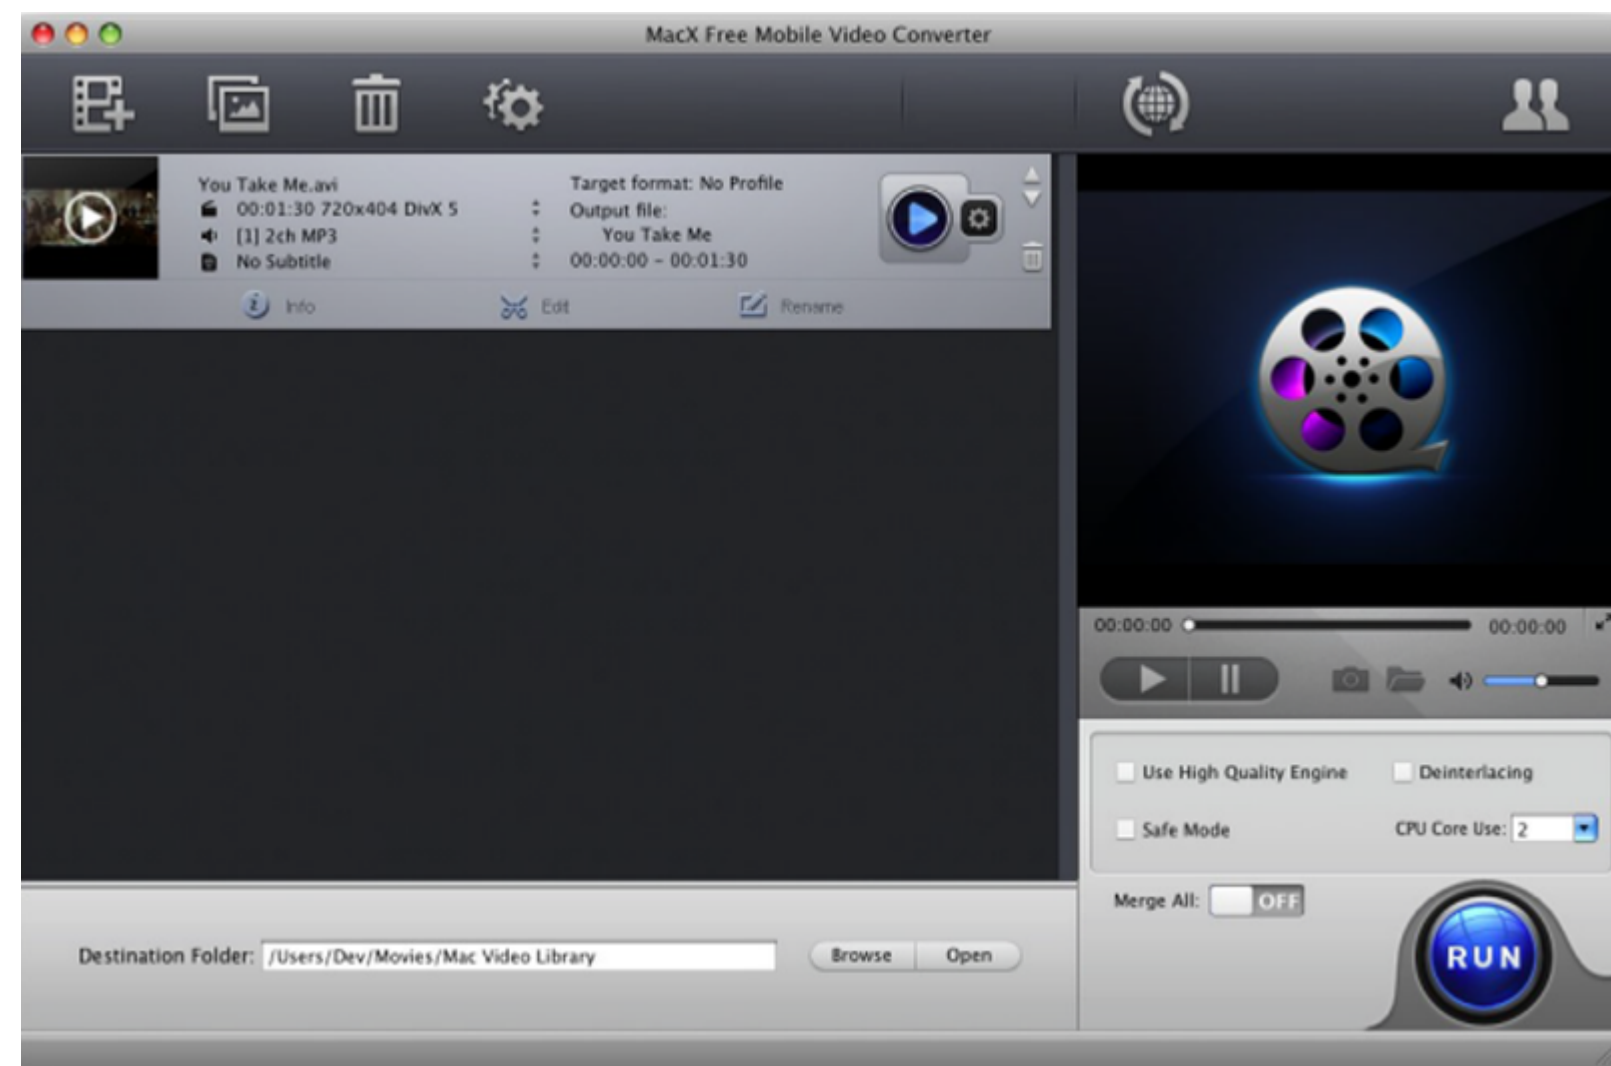 MacX Free Mobile Video Converter
You Take Me.avi
00:01:30 720x404 DivX 5
[1] 2ch MP3
No Subtitle
Target format: No Profile
Output file:
You Take Me
00:00:00 - 00:01:30
Info
Edit
Rename
00:00:00
00:00:00
Use High Quality Engine
Deinterlacing
Safe Mode
CPU Core Use: 2
Merge All: OFF
Destination Folder: /Users/Dev/Movies/Mac Video Library
Browse
Open
RUN